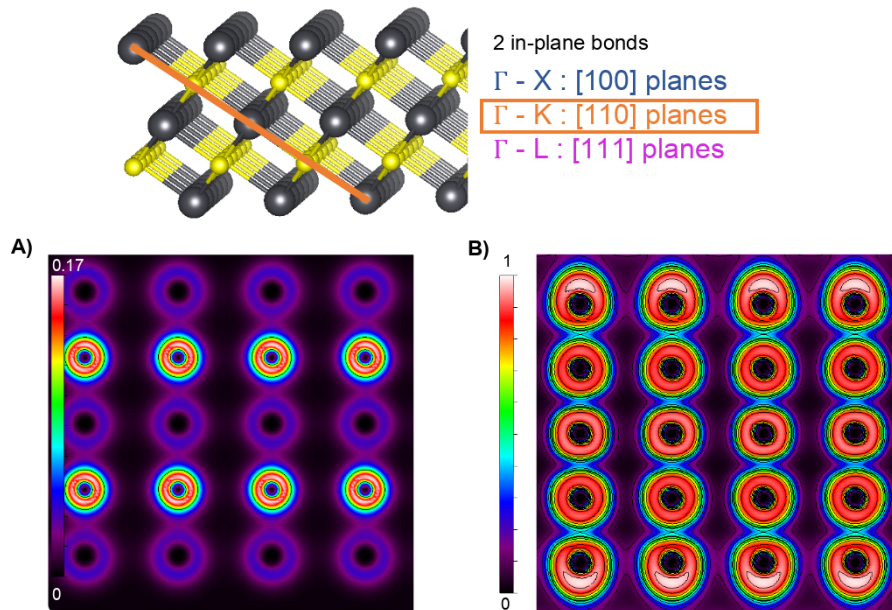 2 in-plane bonds
Γ - X : [100] planes
Γ - K : [110] planes
Γ - L : [111] planes
A)
0.17
0
B)
1
0